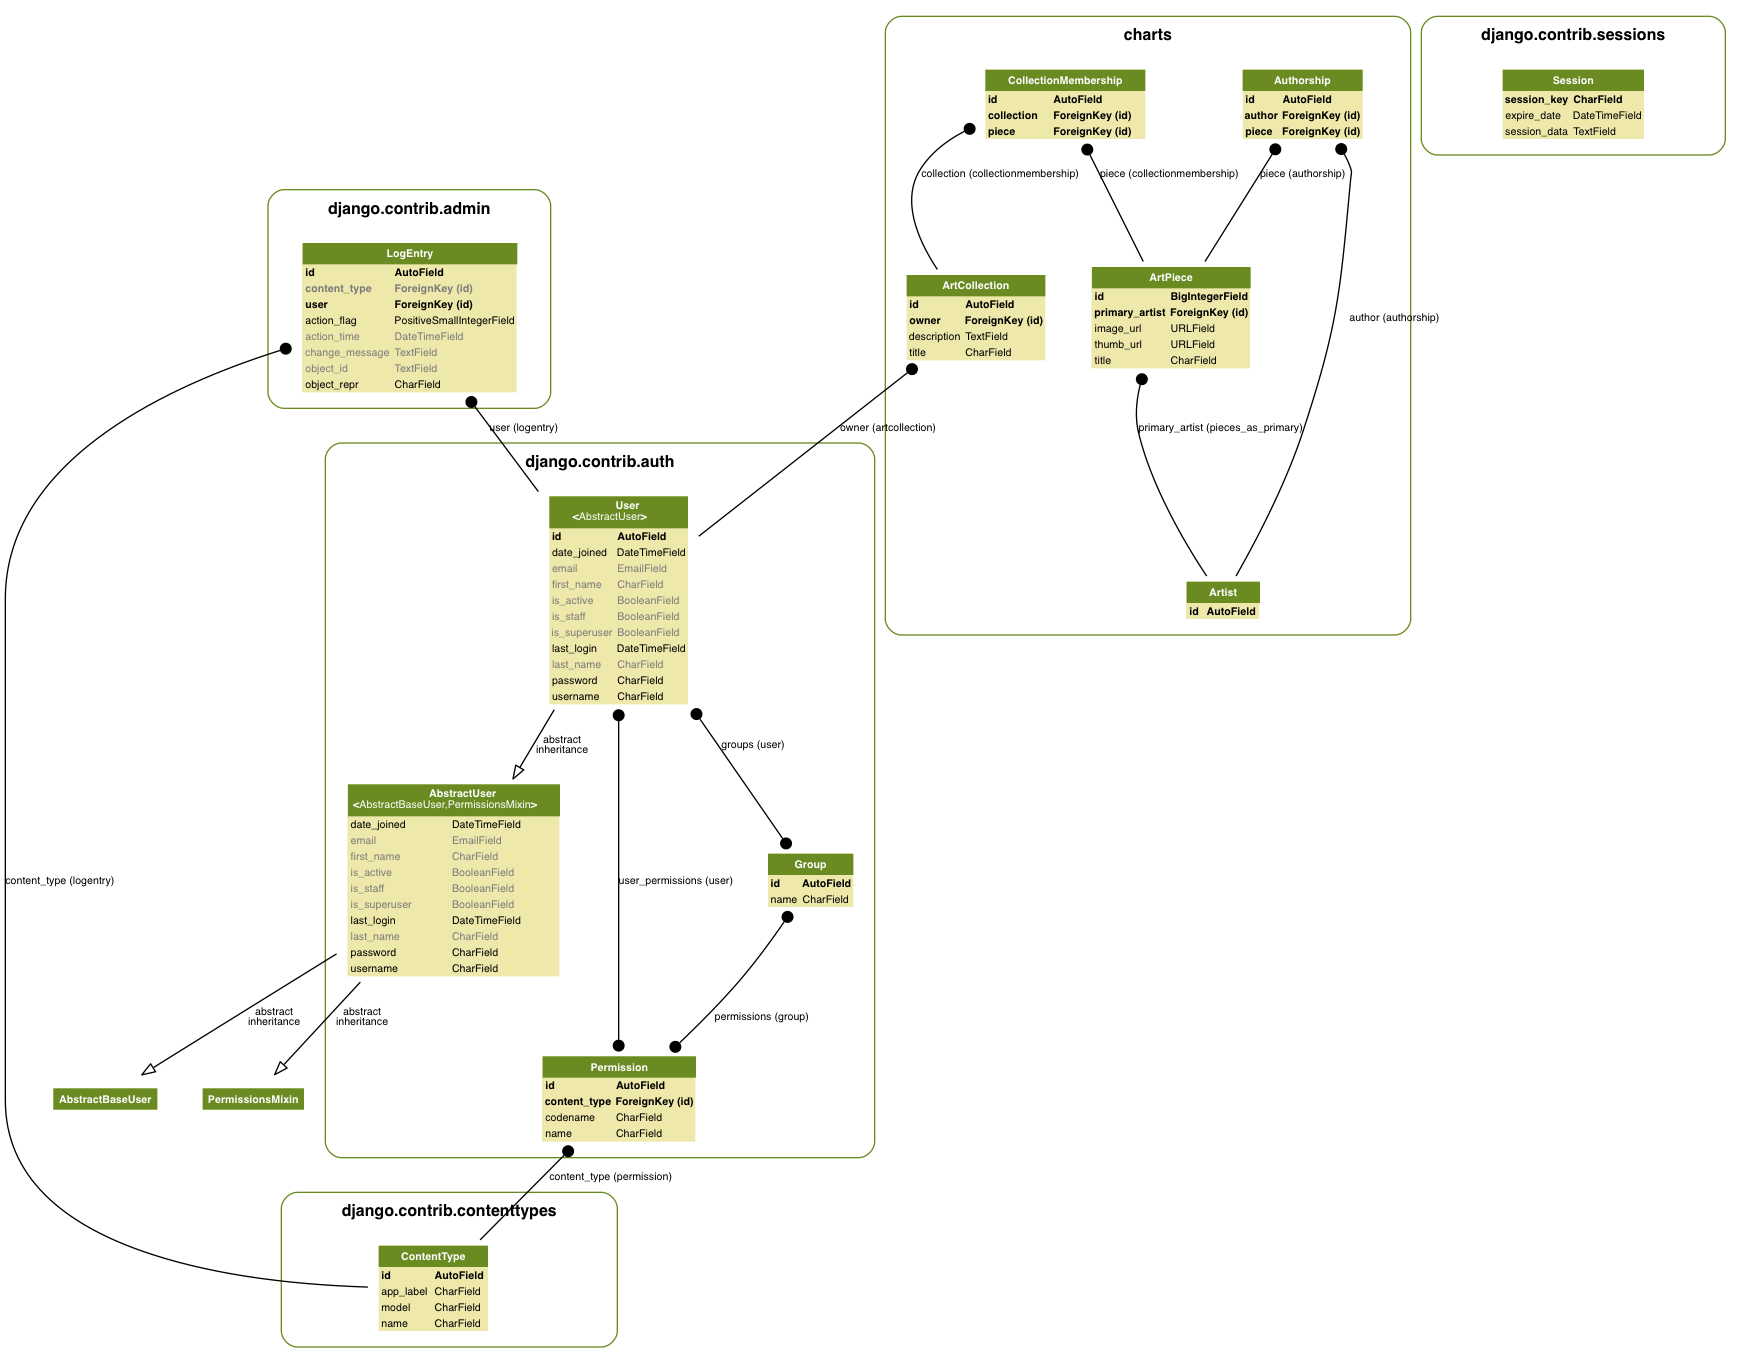 charts
CollectionMembership
id AutoField
collection ForeignKey (id)
piece ForeignKey (id)
Authorship
id AutoField
author ForeignKey (id)
piece ForeignKey (id)
collection (collectionmembership)
piece (collectionmembership)
piece (authorship)
ArtCollection
id AutoField
owner ForeignKey (id)
description TextField
title CharField
ArtPiece
id BigIntegerField
primary_artist ForeignKey (id)
image_url URLField
thumb_url URLField
title CharField
author (authorship)
owner (artcollection)
primary_artist (pieces_as_primary)
Artist
id AutoField
django.contrib.sessions
Session
session_key CharField
expire_date DateTimeField
session_data TextField
django.contrib.admin
LogEntry
id AutoField
content_type ForeignKey (id)
user ForeignKey (id)
action_flag PositiveSmallIntegerField
action_time DateTimeField
change_message TextField
object_id TextField
object_repr CharField
user (logentry)
django.contrib.auth
User
<AbstractUser>
id AutoField
date_joined DateTimeField
email EmailField
first_name CharField
is_active BooleanField
is_staff BooleanField
is_superuser BooleanField
last_login DateTimeField
last_name CharField
password CharField
username CharField
abstract
inheritance
groups (user)
AbstractUser
<AbstractBaseUser,PermissionsMixin>
date_joined DateTimeField
email EmailField
first_name CharField
is_active BooleanField
is_staff BooleanField
is_superuser BooleanField
last_login DateTimeField
last_name CharField
password CharField
username CharField
user_permissions (user)
Group
id AutoField
name CharField
content_type (logentry)
abstract
inheritance
abstract
inheritance
permissions (group)
AbstractBaseUser
PermissionsMixin
Permission
id AutoField
content_type ForeignKey (id)
codename CharField
name CharField
content_type (permission)
django.contrib.contenttypes
ContentType
id AutoField
app_label CharField
model CharField
name CharField